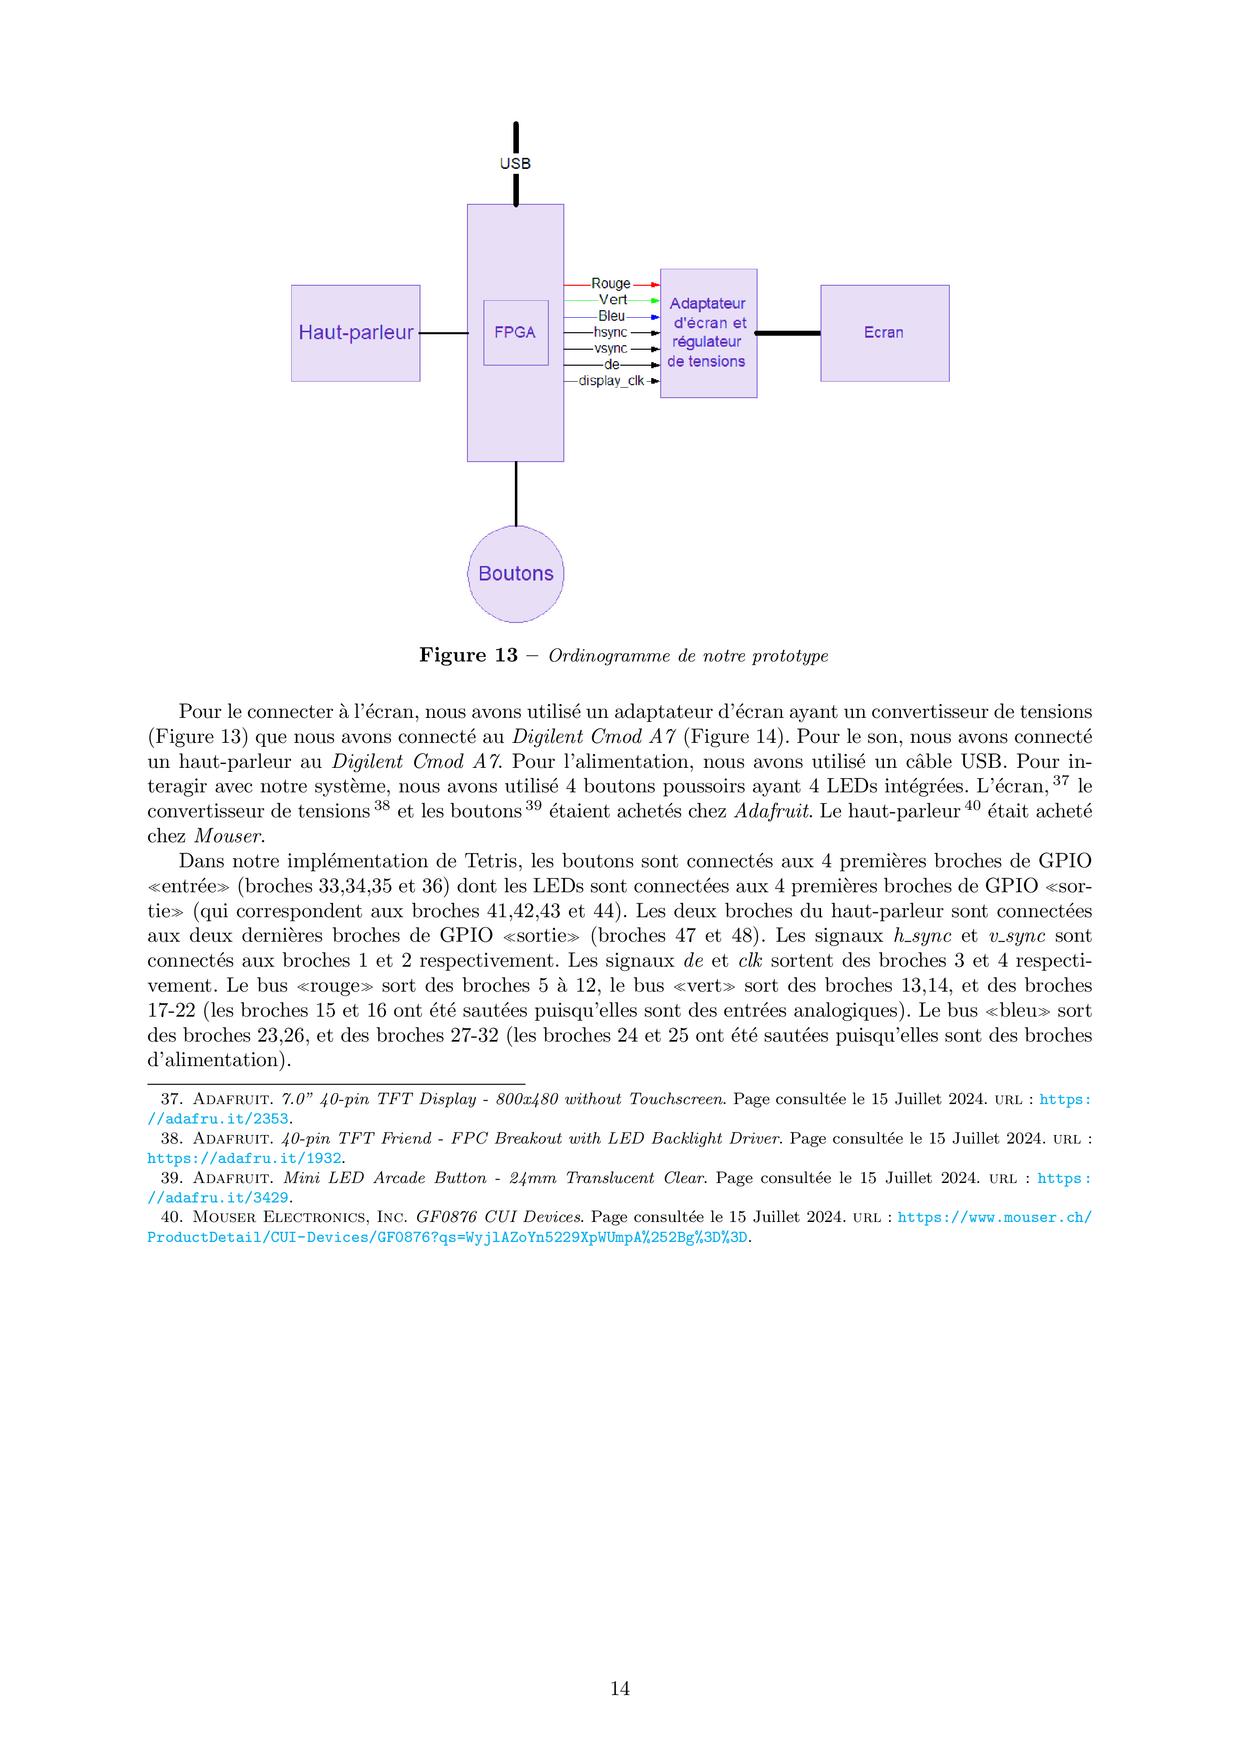 USB
Haut-parleur
FPGA
Rouge
Vert
Bleu
hsync
vsync
de
display_clk
Adaptateur
d'écran et
régulateur
de tensions
Ecran
Boutons
Figure 13 – Ordinogramme de notre prototype
Pour le connecter à l'écran, nous avons utilisé un adaptateur d'écran ayant un convertisseur de tensions
(Figure 13) que nous avons connecté au Digilent Cmod A7 (Figure 14). Pour le son, nous avons connecté
un haut-parleur au Digilent Cmod A7. Pour l'alimentation, nous avons utilisé un câble USB. Pour in-
teragir avec notre système, nous avons utilisé 4 boutons poussoirs ayant 4 LEDs intégrées. L'écran, 37 le
convertisseur de tensions 38 et les boutons 39 étaient achetés chez Adafruit. Le haut-parleur 40 était acheté
chez Mouser.
Dans notre implémentation de Tetris, les boutons sont connectés aux 4 premières broches de GPIO
≪entrée≫ (broches 33,34,35 et 36) dont les LEDs sont connectées aux 4 premières broches de GPIO ≪sor-
tie≫ (qui correspondent aux broches 41,42,43 et 44). Les deux broches du haut-parleur sont connectées
aux deux dernières broches de GPIO ≪sortie≫ (broches 47 et 48). Les signaux h_sync et v_sync sont
connectés aux broches 1 et 2 respectivement. Les signaux de et clk sortent des broches 3 et 4 respecti-
vement. Le bus ≪rouge≫ sort des broches 5 à 12, le bus ≪vert≫ sort des broches 13,14, et des broches
17-22 (les broches 15 et 16 ont été sautées puisqu'elles sont des entrées analogiques). Le bus ≪bleu≫ sort
des broches 23,26, et des broches 27-32 (les broches 24 et 25 ont été sautées puisqu'elles sont des broches
d'alimentation).
37. Adafruit. 7.0” 40-pin TFT Display - 800x480 without Touchscreen. Page consultée le 15 Juillet 2024. url : https:
//adafru.it/2353.
38. Adafruit. 40-pin TFT Friend - FPC Breakout with LED Backlight Driver. Page consultée le 15 Juillet 2024. url :
https://adafru.it/1932.
39. Adafruit. Mini LED Arcade Button - 24mm Translucent Clear. Page consultée le 15 Juillet 2024. url : https:
//adafru.it/3429.
40. Mouser Electronics, Inc. GF0876 CUI Devices. Page consultée le 15 Juillet 2024. url : https://www.mouser.ch/
ProductDetail/CUI-Devices/GF0876?qs=WyjlAZoYn5229XpWUmpA%252Bg%3D%3D.
14